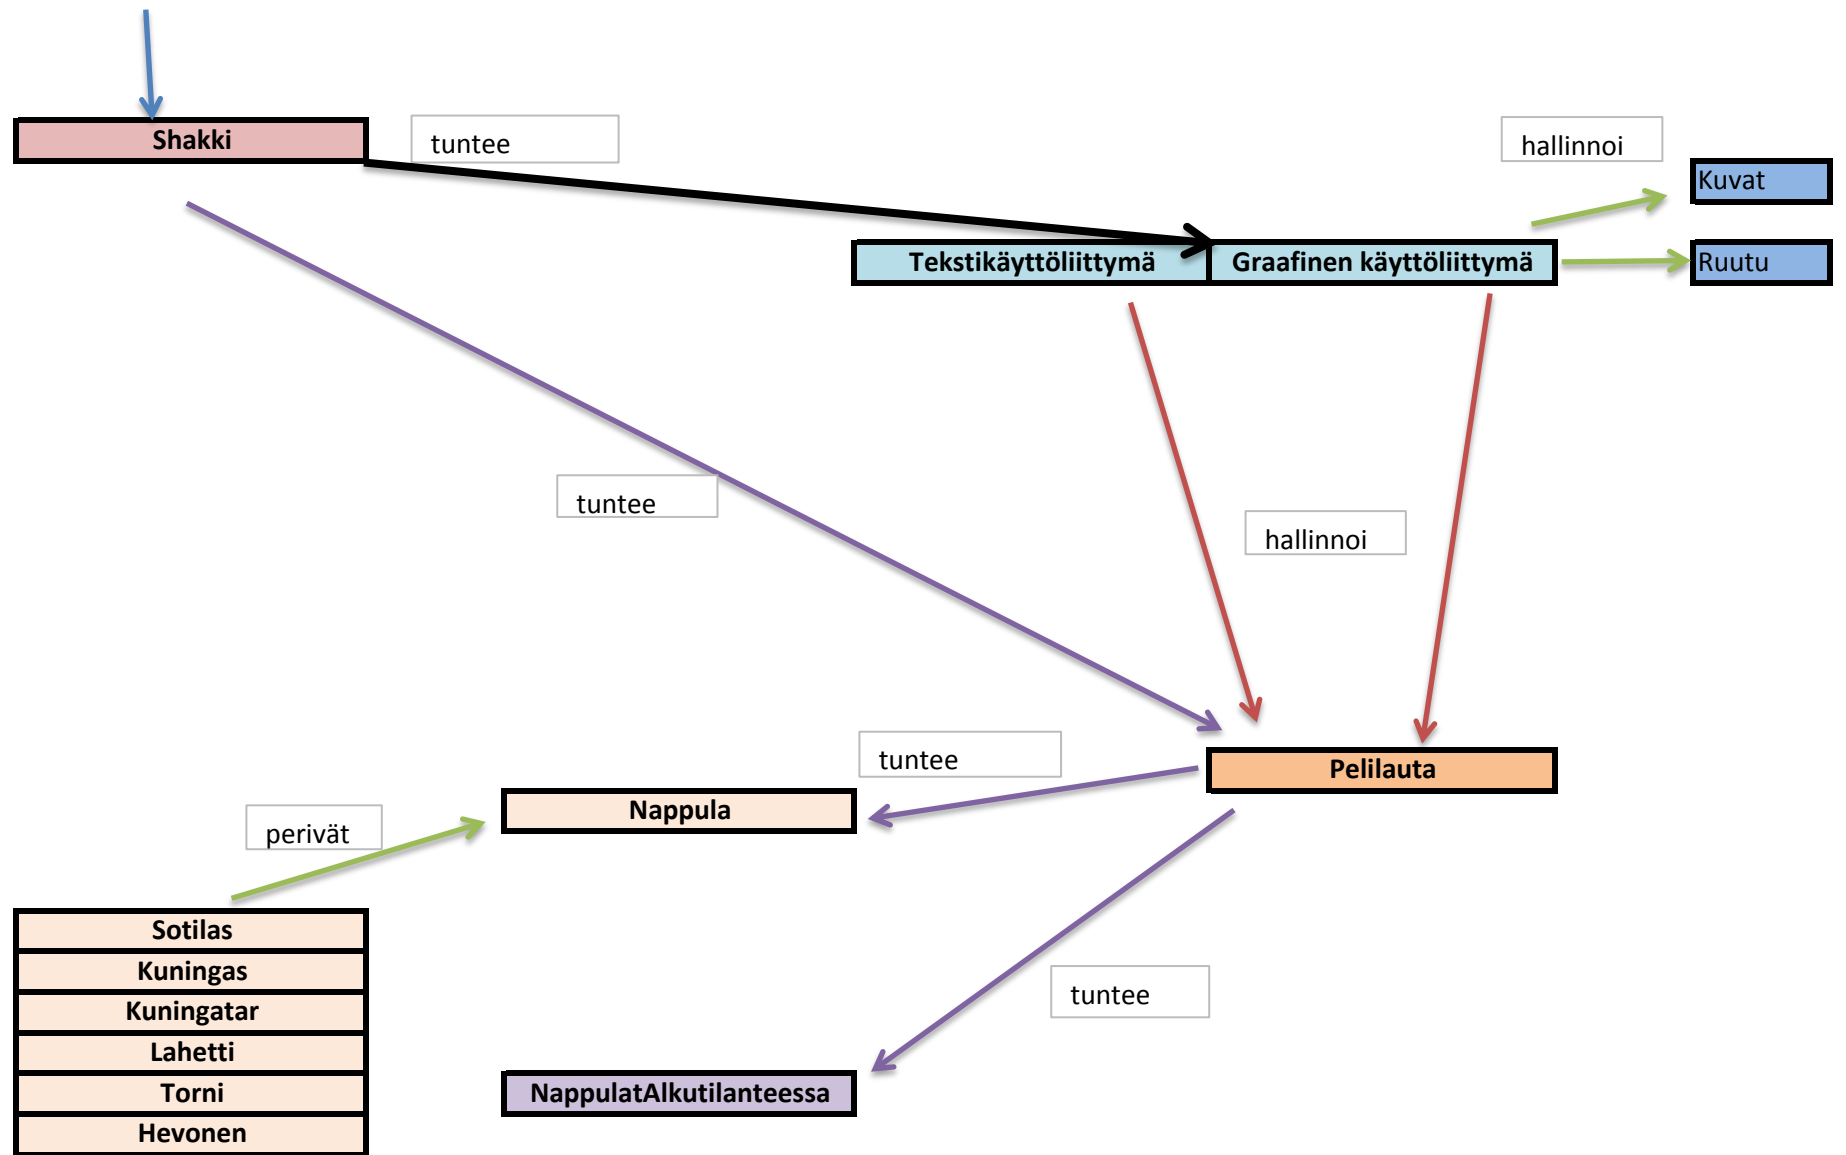 Shakki
tuntee
hallinnoi
Kuvat
Tekstikäyttöliittymä
Graafinen käyttöliittymä
Ruutu
tuntee
hallinnoi
tuntee
Pelilauta
Nappula
perivät
Sotilas
Kuningas
Kuningatar
Lahetti
Torni
Hevonen
tuntee
NappulatAlkutilanteessa